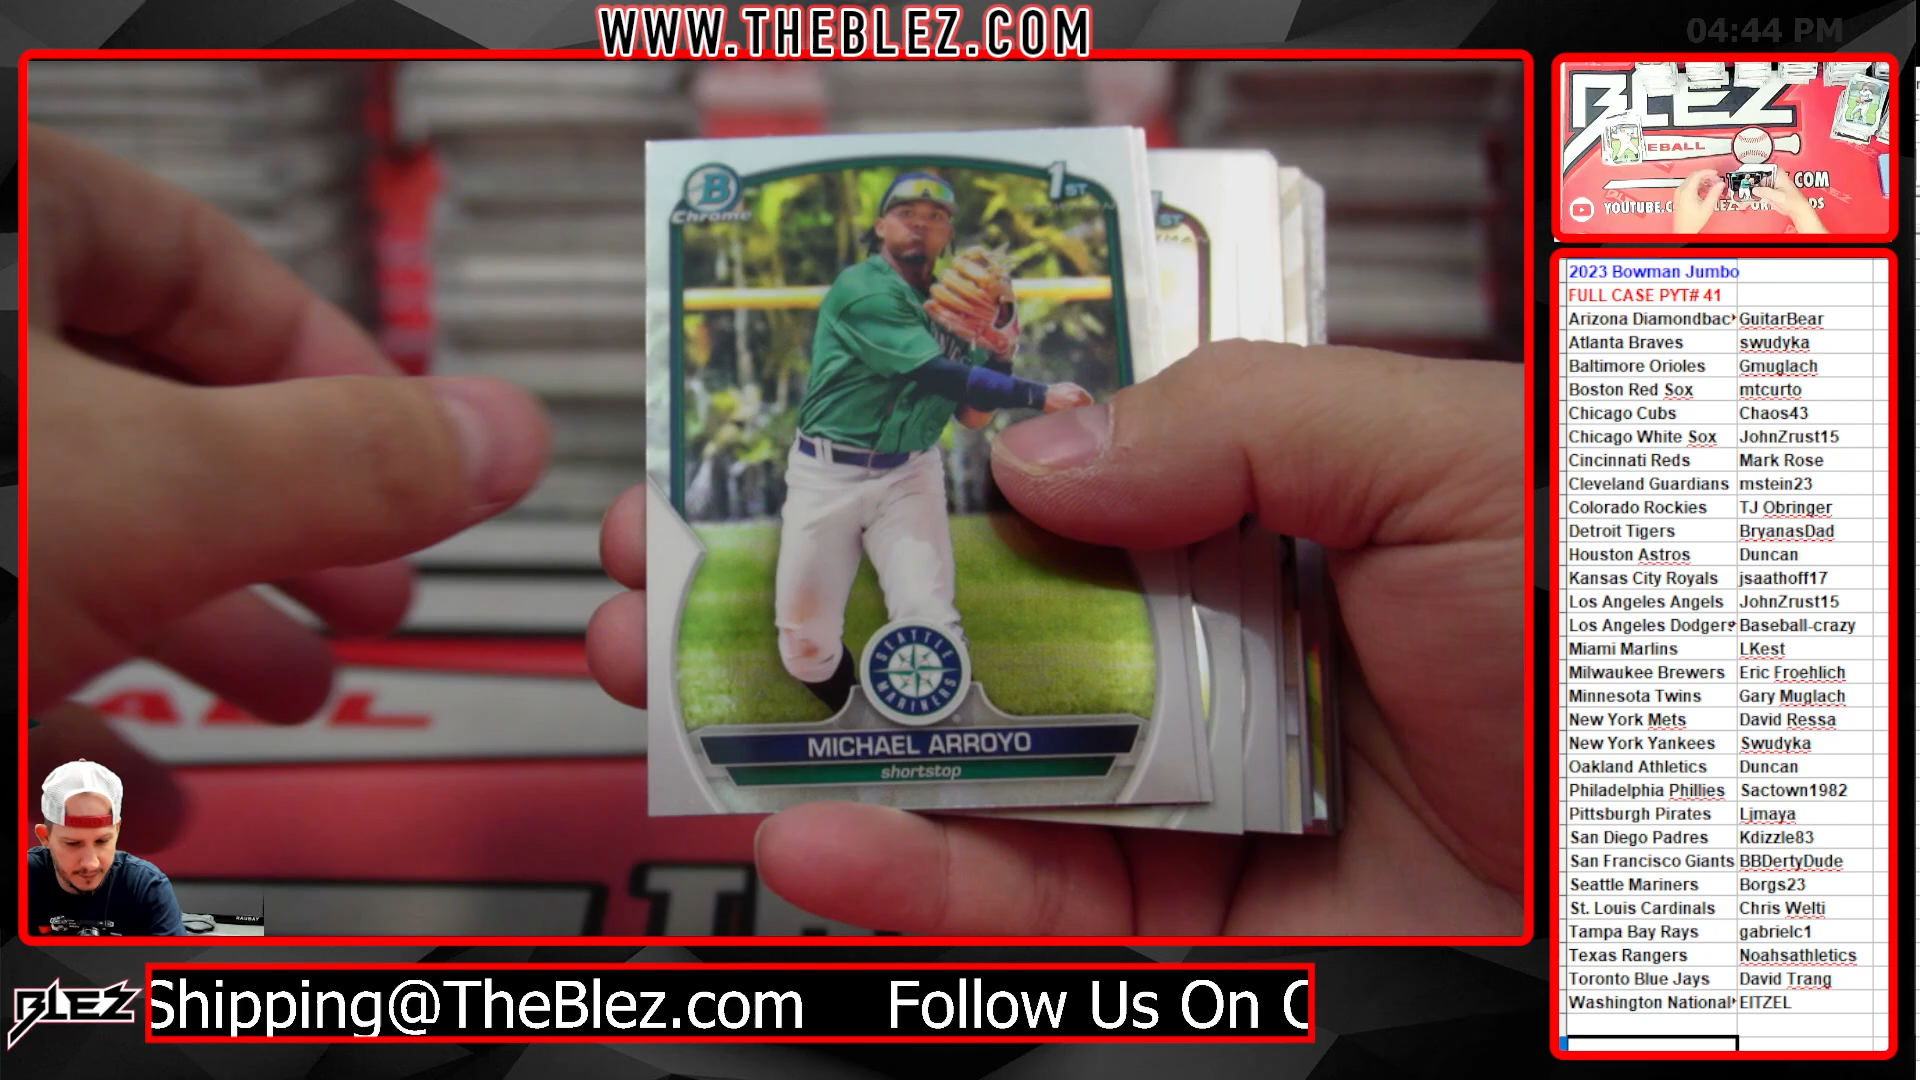 WWW.THEBLEZ.COM
04:44 PM
B
Chrome
1ST
MICHAEL ARROYO
shortstop
SEATTLE
MARINERS
BLEZ
EBALL
COM
YOUTUBE.C
2023 Bowman Jumbo
FULL CASE PYT# 41
Arizona Diamondbac GuitarBear
Atlanta Braves swudyka
Baltimore Orioles Gmuglach
Boston Red Sox mtcurto
Chicago Cubs Chaos43
Chicago White Sox JohnZrust15
Cincinnati Reds Mark Rose
Cleveland Guardians mstein23
Colorado Rockies TJ Obringer
Detroit Tigers BryanasDad
Houston Astros Duncan
Kansas City Royals jsaathoff17
Los Angeles Angels JohnZrust15
Los Angeles Dodgers Baseball-crazy
Miami Marlins LKest
Milwaukee Brewers Eric Froehlich
Minnesota Twins Gary Muglach
New York Mets David Ressa
New York Yankees Swudyka
Oakland Athletics Duncan
Philadelphia Phillies Sactown1982
Pittsburgh Pirates Ljmaya
San Diego Padres Kdizzle83
San Francisco Giants BBDertyDude
Seattle Mariners Borgs23
St. Louis Cardinals Chris Welti
Tampa Bay Rays gabrielc1
Texas Rangers Noahsathletics
Toronto Blue Jays David Trang
Washington National EITZEL
BLEZ
Shipping@TheBlez.com Follow Us On